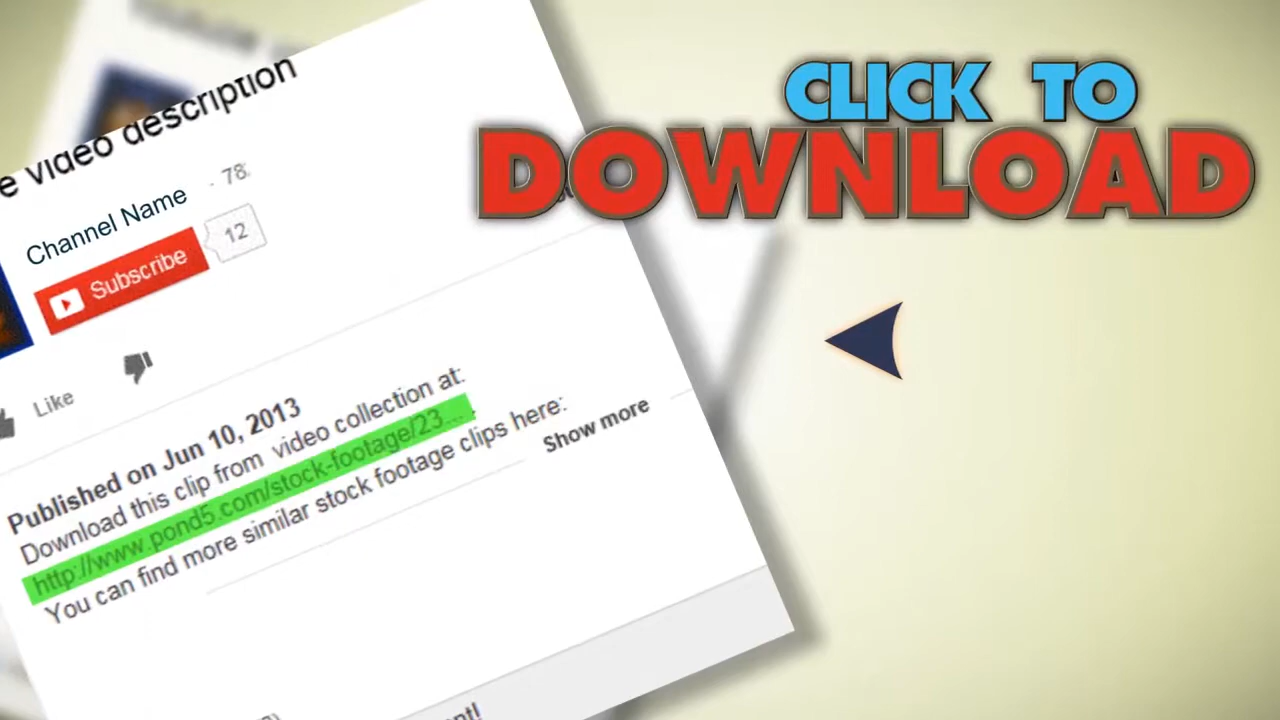 CLICK TO
DOWNLOAD
e video description
Channel Name
78
Subscribe
12
Like
Published on Jun 10, 2013
Download this clip from video collection at:
http://www.pond5.com/stock-footage/23...
You can find more similar stock footage clips here:
Show more